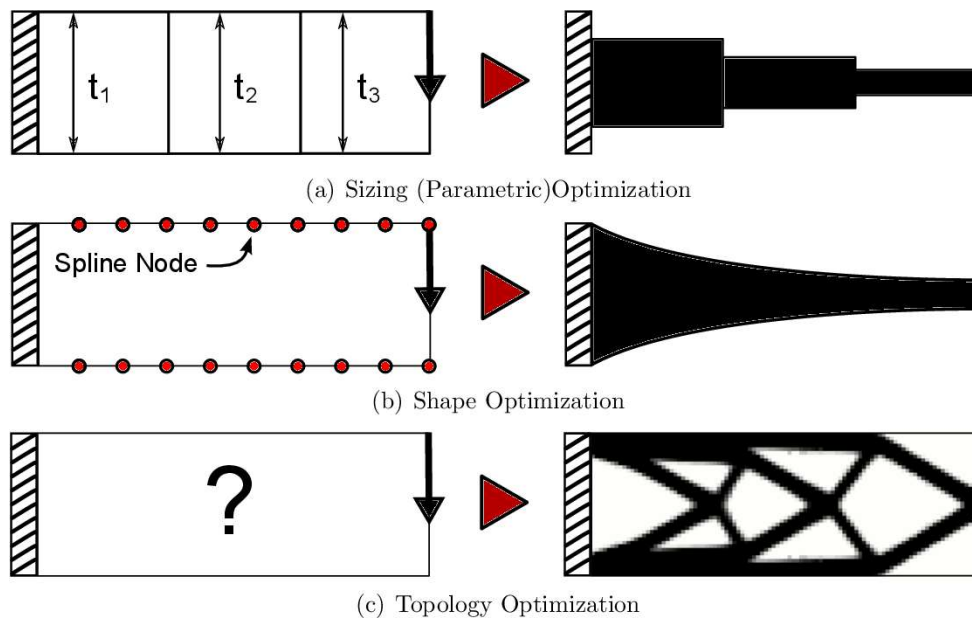 t1 t2 t3
(a) Sizing (Parametric)Optimization
Spline Node
(b) Shape Optimization
?
(c) Topology Optimization